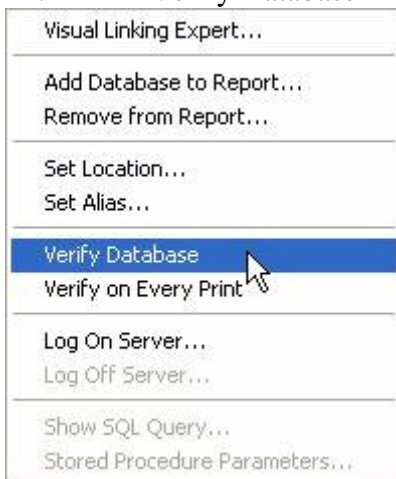 Visual Linking Expert...
Add Database to Report...
Remove from Report...
Set Location...
Set Alias...
Verify Database
Verify on Every Print
Log On Server...
Log Off Server...
Show SQL Query...
Stored Procedure Parameters...